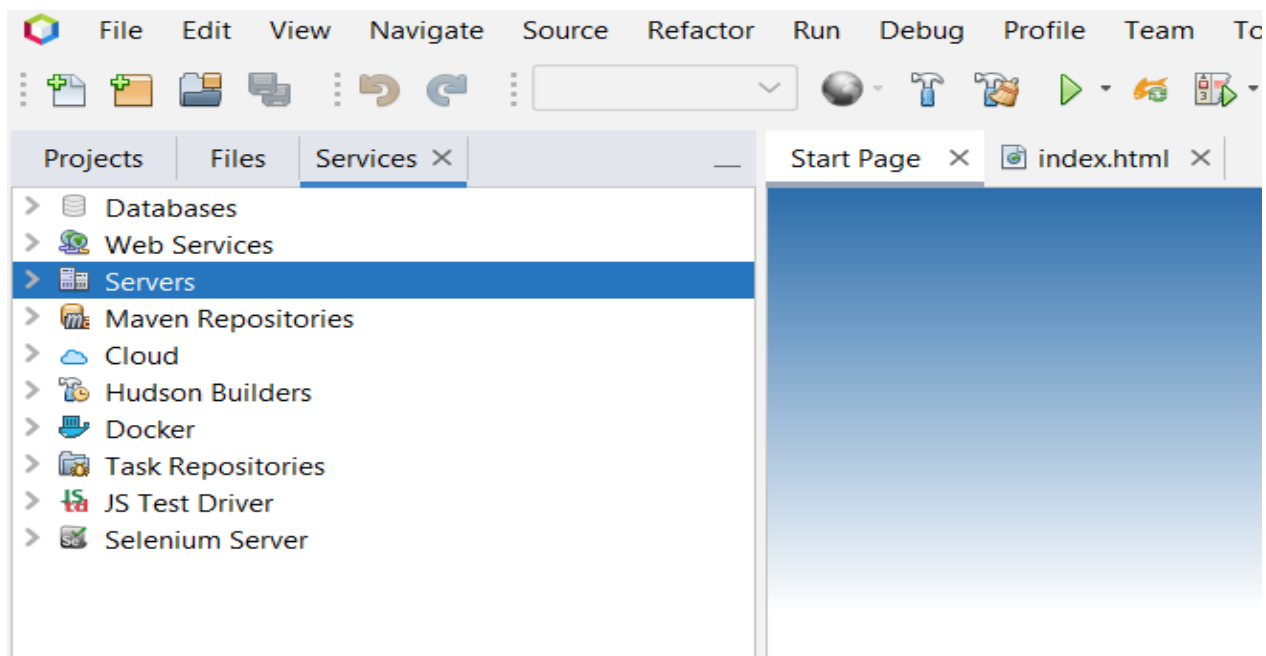 File Edit View Navigate Source Refactor Run Debug Profile Team To
Projects Files Services Start Page index.html
Databases
Web Services
Servers
Maven Repositories
Cloud
Hudson Builders
Docker
Task Repositories
JS Test Driver
Selenium Server